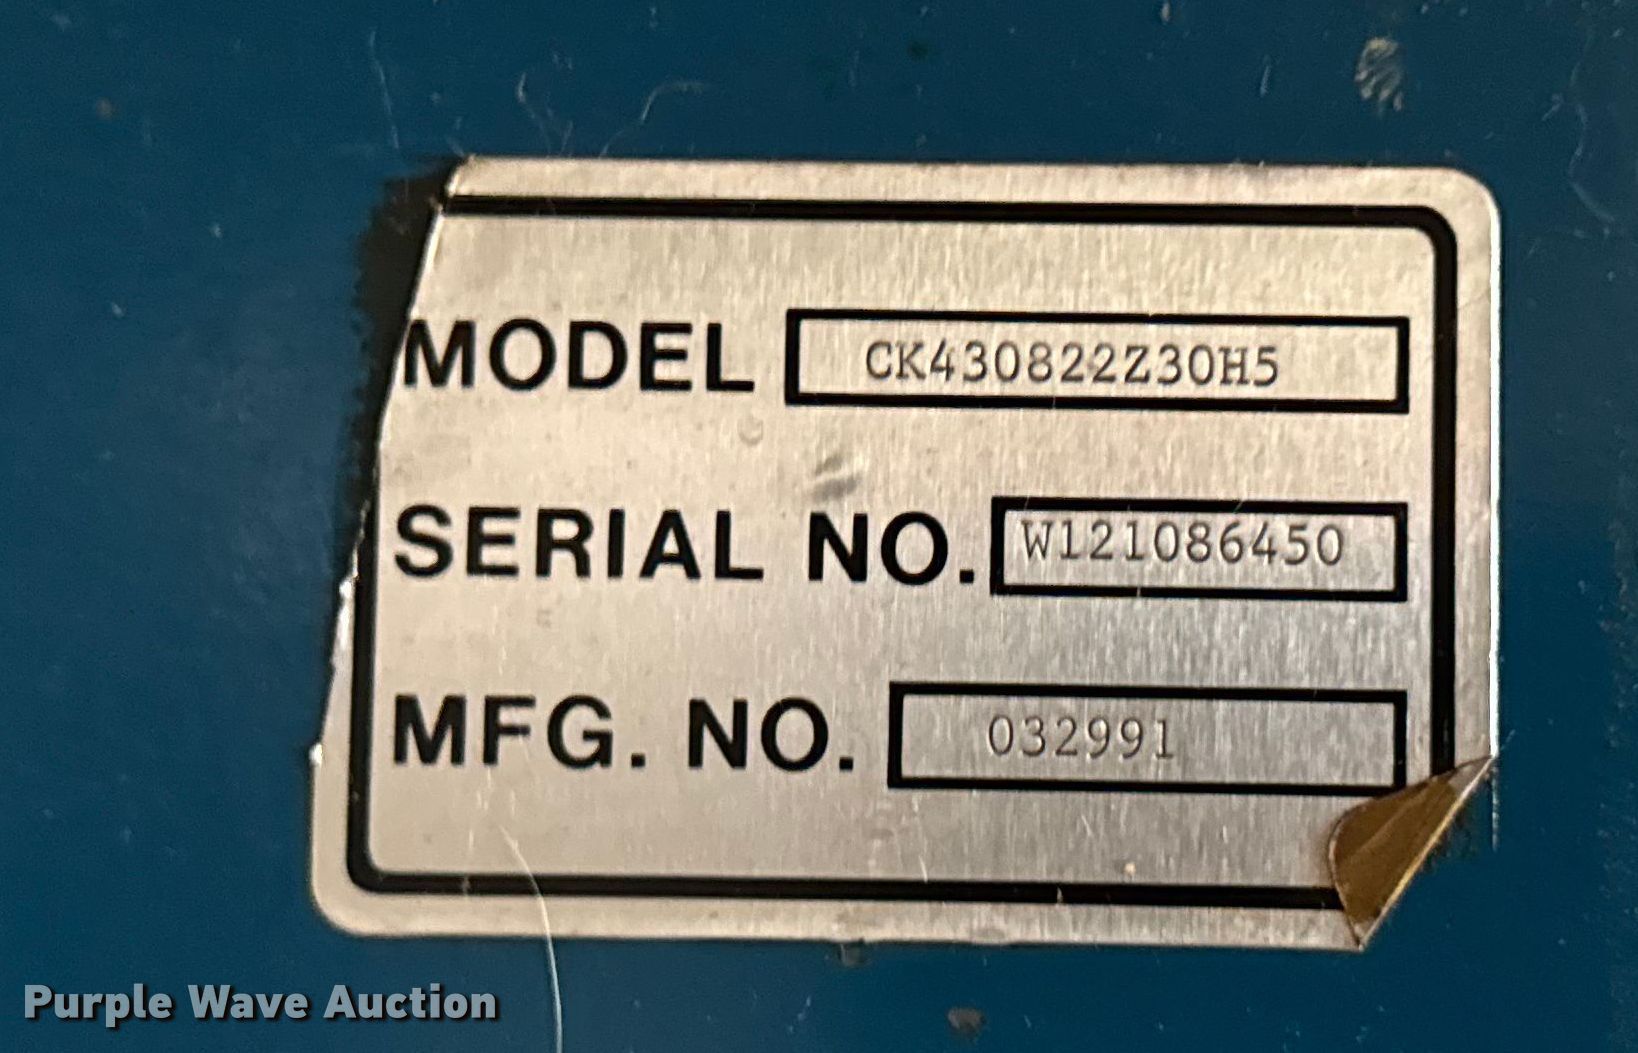 MODEL CK430822Z30H5
SERIAL NO. W121086450
MFG. NO. 032991
Purple Wave Auction